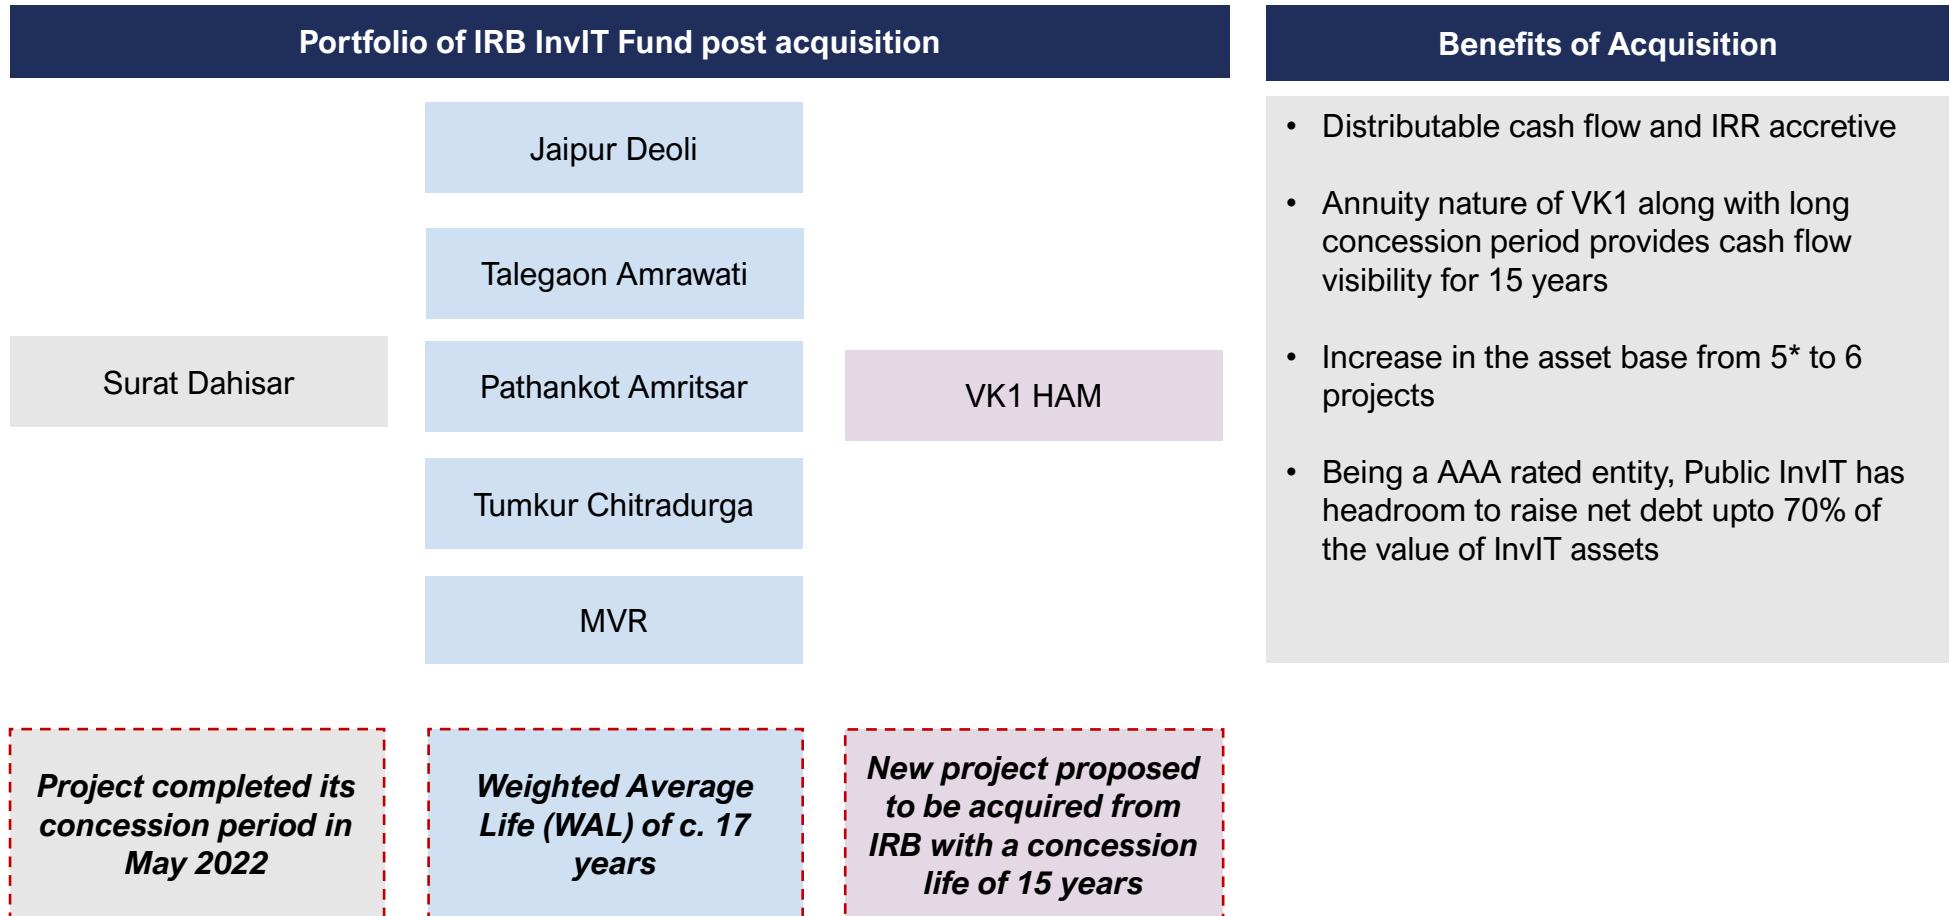 Portfolio of IRB InvIT Fund post acquisition
Surat Dahisar
Jaipur Deoli
Talegaon Amrawati
Pathankot Amritsar
Tumkur Chitradurga
MVR
VK1 HAM
Project completed its
concession period in
May 2022
Weighted Average
Life (WAL) of c. 17
years
New project proposed
to be acquired from
IRB with a concession
life of 15 years
Benefits of Acquisition
• Distributable cash flow and IRR accretive
• Annuity nature of VK1 along with long
concession period provides cash flow
visibility for 15 years
• Increase in the asset base from 5* to 6
projects
• Being a AAA rated entity, Public InvIT has
headroom to raise net debt upto 70% of
the value of InvIT assets